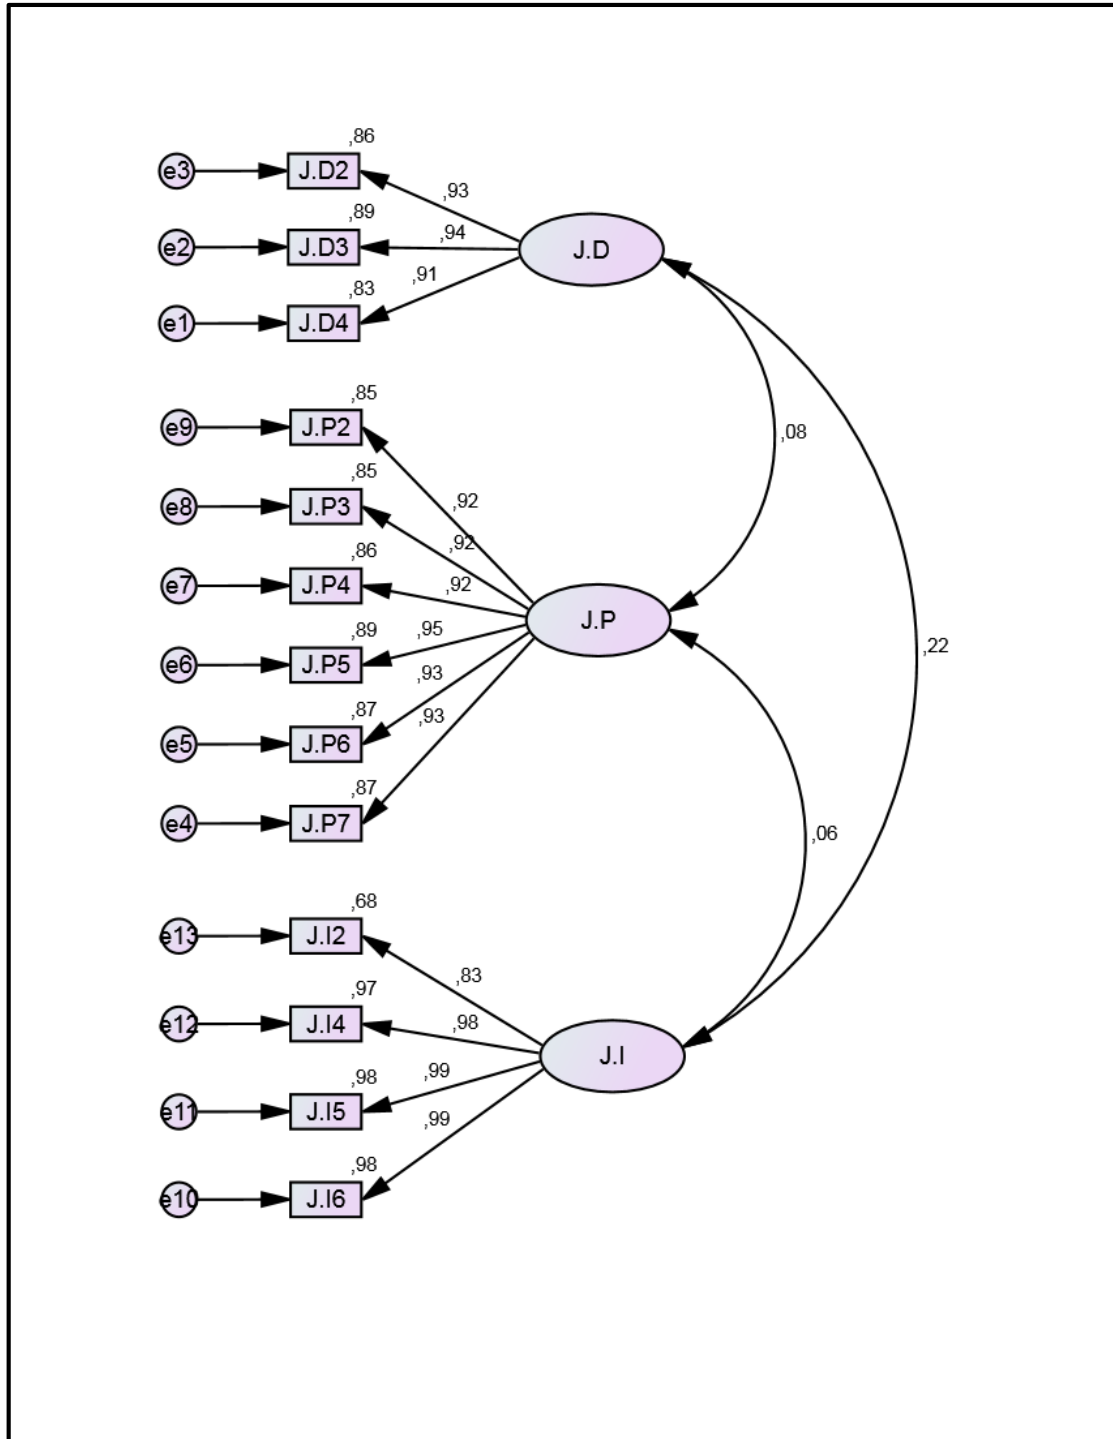 ,86
e3 J.D2
,93
,89
e2 J.D3 ,94 J.D
,91
,83
e1 J.D4
,85
e9 J.P2
,08
,85
e8 J.P3 ,92
,92
,86
e7 J.P4 ,92
J.P
,89 ,95
e6 J.P5 ,22
,93
,87
e5 J.P6 ,93
,87
e4 J.P7
,06
,68
e13 J.I2
,83
,97
e12 J.I4 ,98
J.I
,98 ,99
e11 J.I5
,99
,98
e10 J.I6